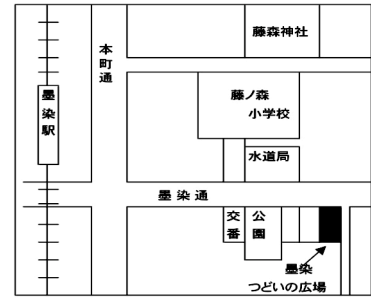 藤森神社
本町通
墨染駅
藤ノ森
小学校
水道局
墨染通
交番
公園
墨染
つどいの広場